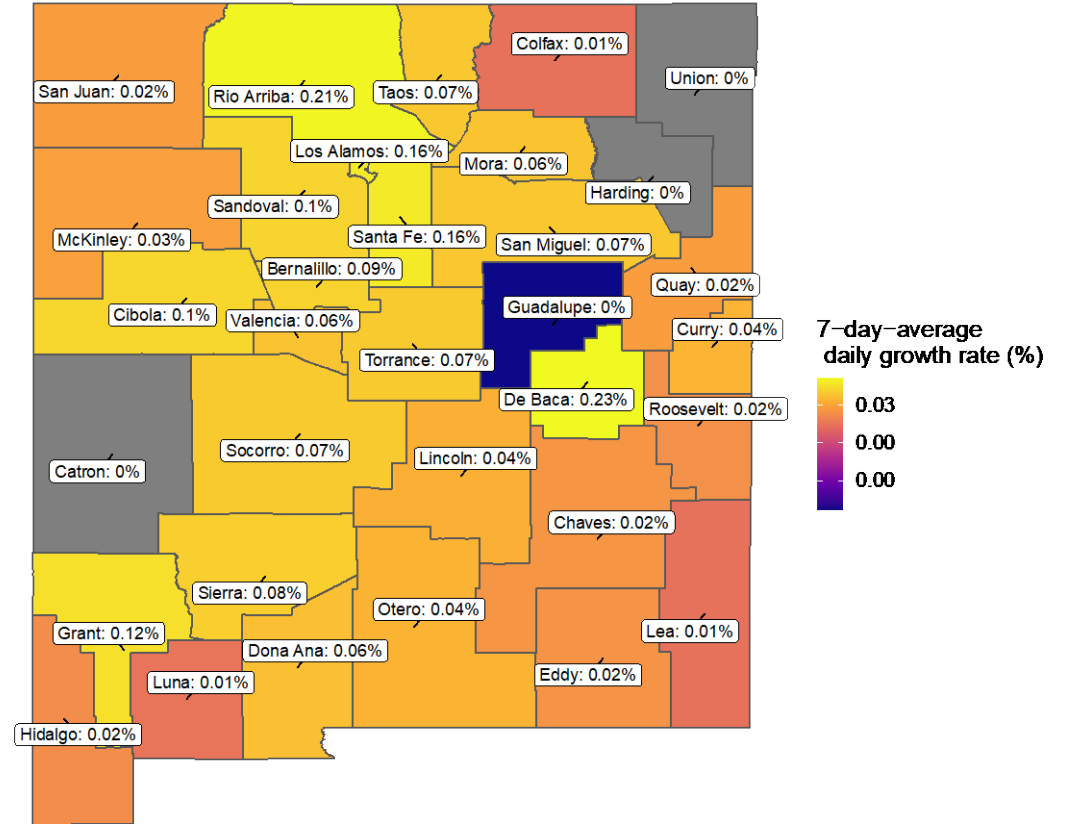 Colfax: 0.01%
Union: 0%
San Juan: 0.02%
Rio Arriba: 0.21%
Taos: 0.07%
Los Alamos: 0.16%
Mora: 0.06%
Harding: 0%
Sandoval: 0.1%
McKinley: 0.03%
Santa Fe: 0.16%
San Miguel: 0.07%
Bernalillo: 0.09%
Quay: 0.02%
Cibola: 0.1%
Valencia: 0.06%
Guadalupe: 0%
Curry: 0.04%
Torrance: 0.07%
De Baca: 0.23%
Roosevelt: 0.02%
Socorro: 0.07%
Lincoln: 0.04%
Catron: 0%
Chaves: 0.02%
Sierra: 0.08%
Otero: 0.04%
Grant: 0.12%
Lea: 0.01%
Dona Ana: 0.06%
Luna: 0.01%
Eddy: 0.02%
Hidalgo: 0.02%
7-day-average
daily growth rate (%)
0.03
0.00
0.00